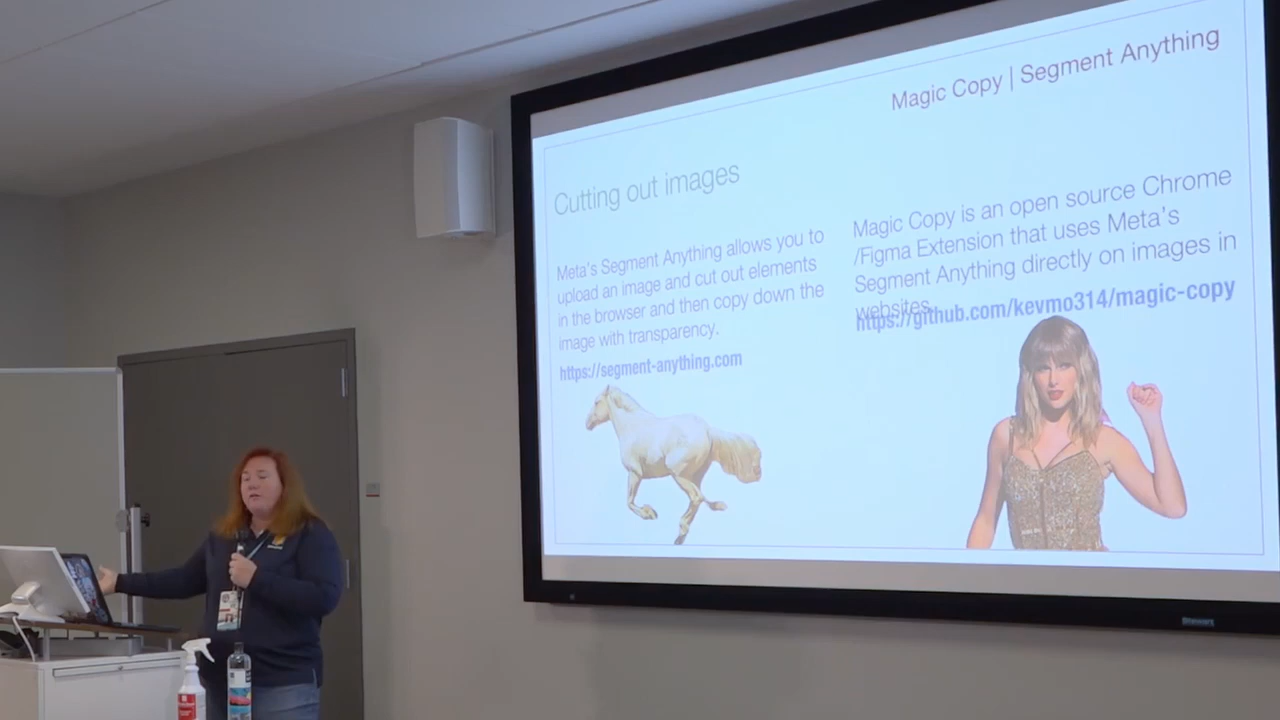 Magic Copy | Segment Anything
Cutting out images
Meta's Segment Anything allows you to
upload an image and cut out elements
in the browser and then copy down the
image with transparency.
https://segment-anything.com
Magic Copy is an open source Chrome
/Figma Extension that uses Meta's
Segment Anything directly on images in
websites.
https://github.com/kevmo314/magic-copy
Stewart